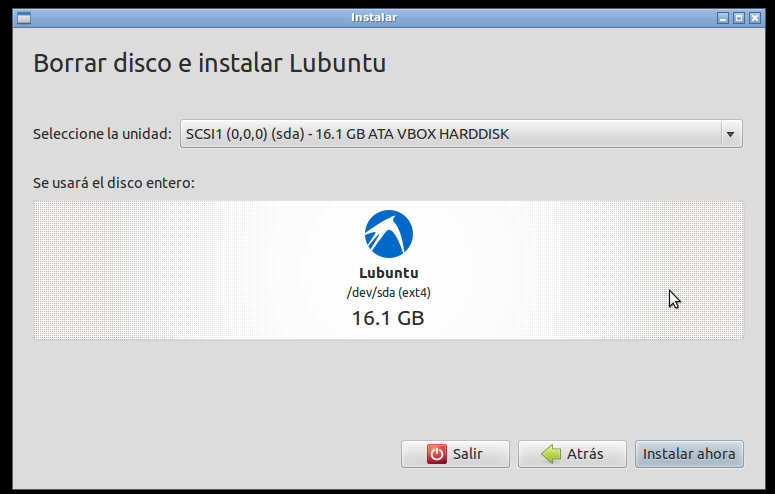 Instalar
Borrar disco e instalar Lubuntu
Seleccione la unidad: SCSI1 (0,0,0) (sda) - 16.1 GB ATA VBOX HARDDISK
Se usará el disco entero:
Lubuntu
/dev/sda (ext4)
16.1 GB
Salir Atrás Instalar ahora